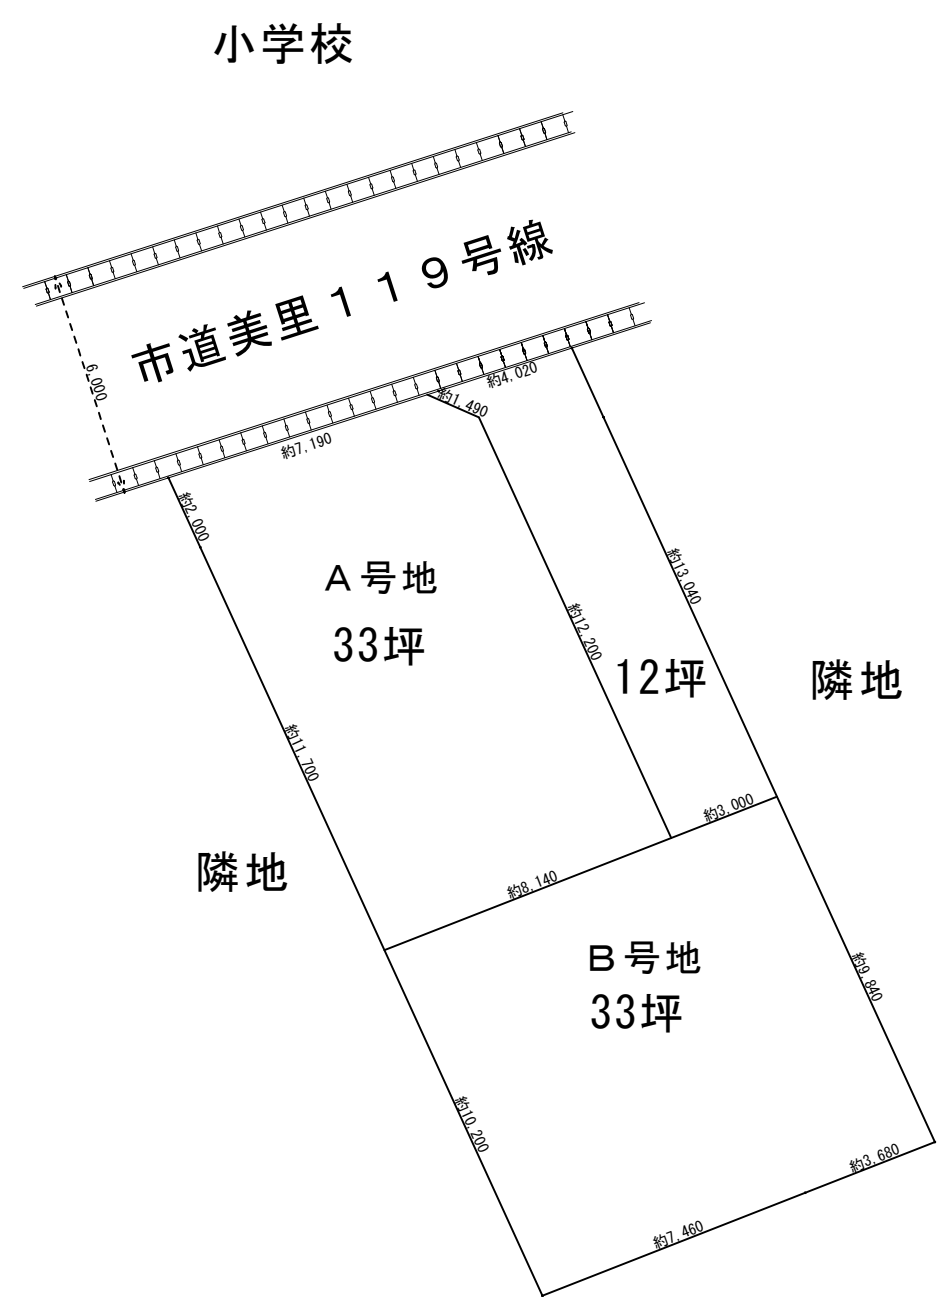 小学校
市道美里１１９号線
6,000
約4,020
約1,490
約7,190
約2,000
約13,040
Ａ号地
33坪
約12,200
12坪
隣地
約11,700
約3,000
隣地
約8,140
Ｂ号地
33坪
約9,840
約10,200
約3,680
約7,460